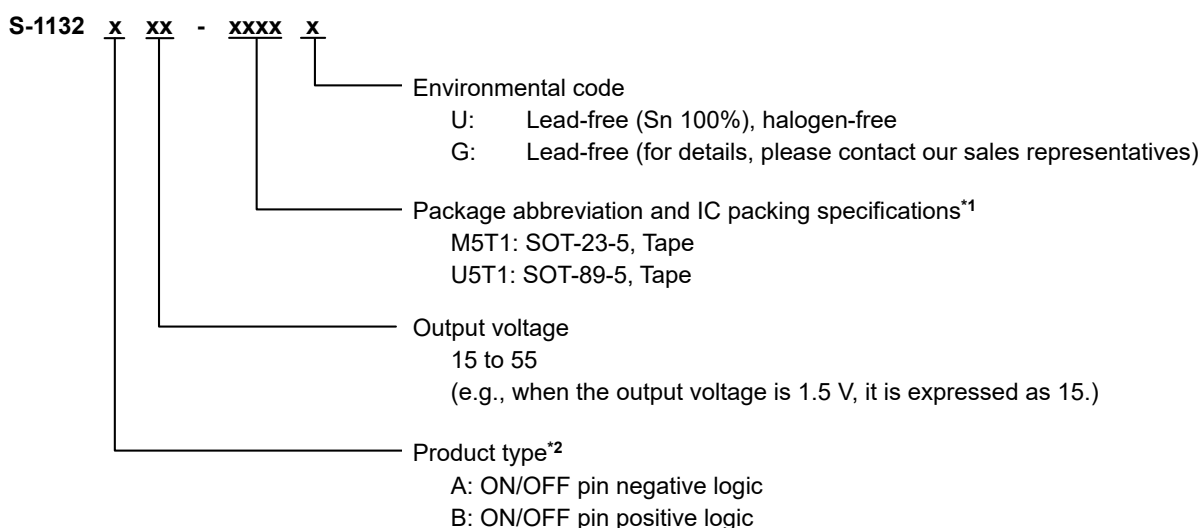 S-1132 x xx - xxxx x
Environmental code
U: Lead-free (Sn 100%), halogen-free
G: Lead-free (for details, please contact our sales representatives)
Package abbreviation and IC packing specifications*1
M5T1: SOT-23-5, Tape
U5T1: SOT-89-5, Tape
Output voltage
15 to 55
(e.g., when the output voltage is 1.5 V, it is expressed as 15.)
Product type*2
A: ON/OFF pin negative logic
B: ON/OFF pin positive logic